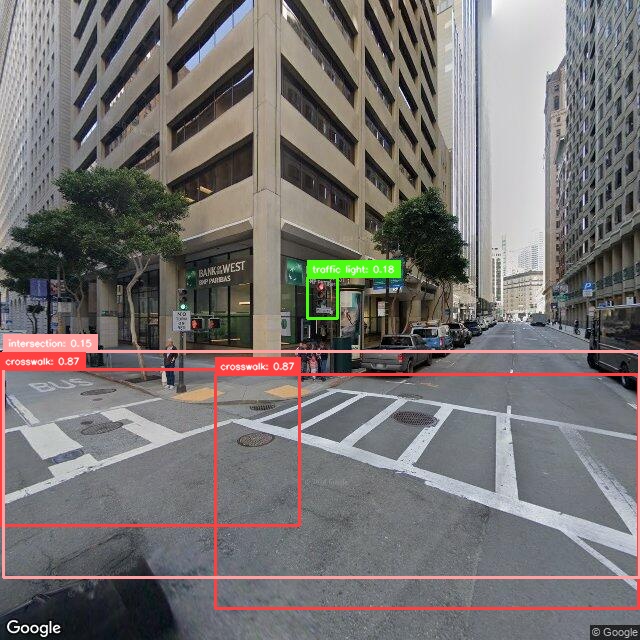 BANK OF THE WEST
BNP PARIBAS
traffic light: 0.18
intersection: 0.15
crosswalk: 0.87
crosswalk: 0.87
BUS
Google
© Google